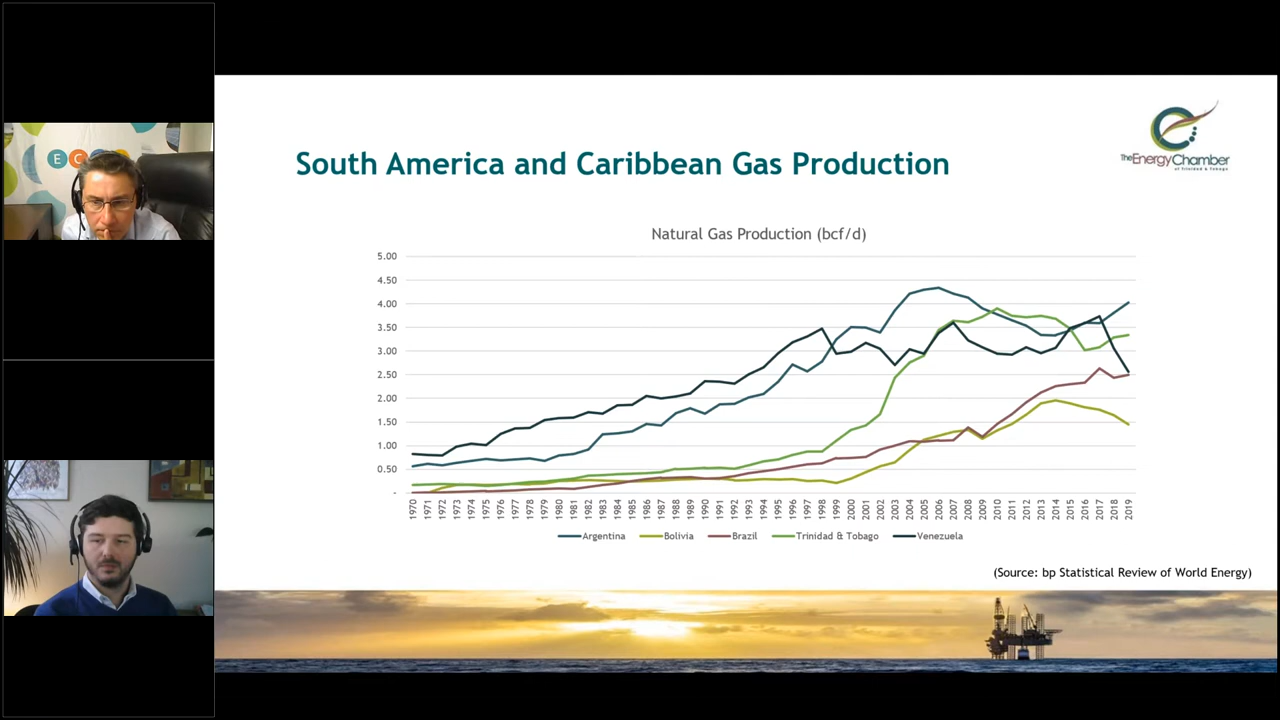 E C
South America and Caribbean Gas Production
The EnergyChamber
of Trinidad & Tobago
Natural Gas Production (bcf/d)
5.00
4.50
4.00
3.50
3.00
2.50
2.00
1.50
1.00
0.50
-
1970 1971 1972 1973 1974 1975 1976 1977 1978 1979 1980 1981 1982 1983 1984 1985 1986 1987 1988 1989 1990 1991 1992 1993 1994 1995 1996 1997 1998 1999 2000 2001 2002 2003 2004 2005 2006 2007 2008 2009 2010 2011 2012 2013 2014 2015 2016 2017 2018 2019
Argentina Bolivia Brazil Trinidad & Tobago Venezuela
(Source: bp Statistical Review of World Energy)